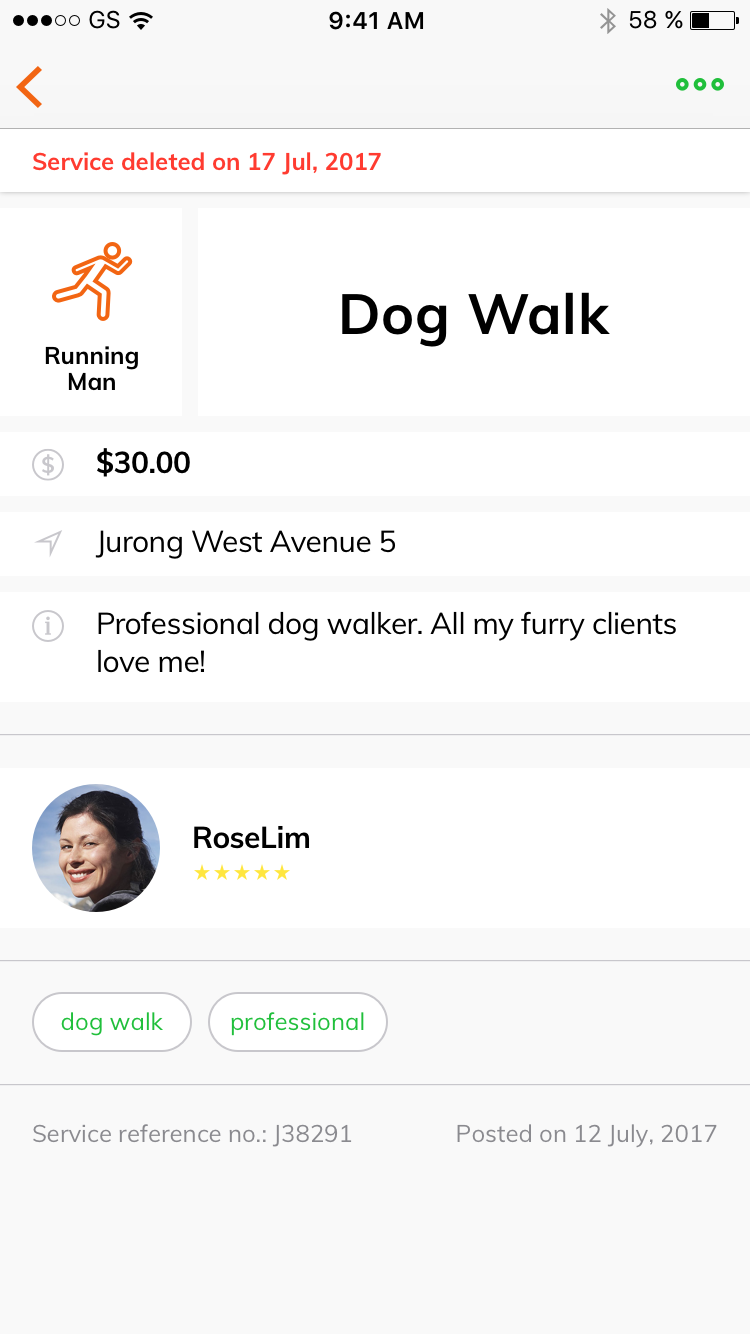 GS 9:41 AM 58 %
Service deleted on 17 Jul, 2017
Running
Man
Dog Walk
$30.00
Jurong West Avenue 5
Professional dog walker. All my furry clients
love me!
RoseLim
dog walk professional
Service reference no.: J38291 Posted on 12 July, 2017